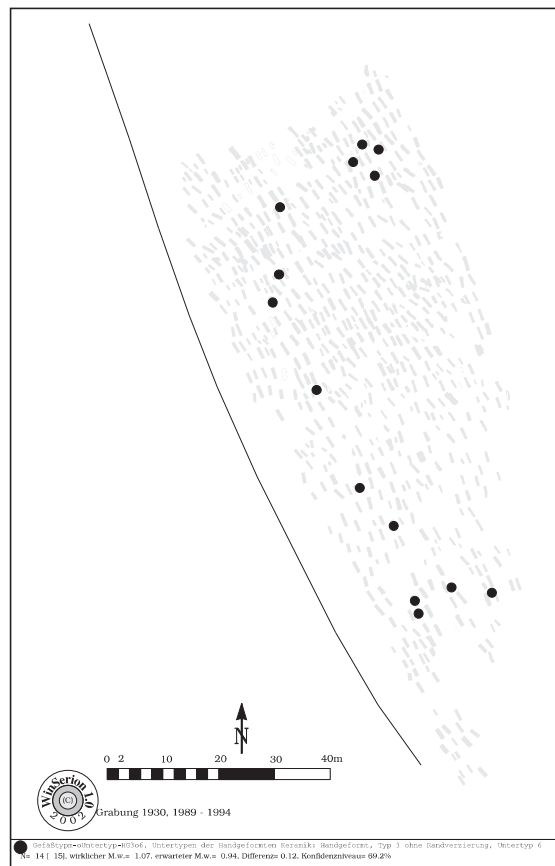 N
0 2 10 20 30 40m
WinSerion 1.0
(C)
2002
Grabung 1930, 1989 - 1994
Gefäßtypm-oUntertyp-HG3o6, Untertypen der Handgeformten Keramik: Handgeformt, Typ 3 ohne Randverzierung, Untertyp 6
N= 14 [ 15], wirklicher M.w.= 1.07, erwarteter M.w.= 0.94, Differenz= 0.12, Konfidenzniveau= 69.2%